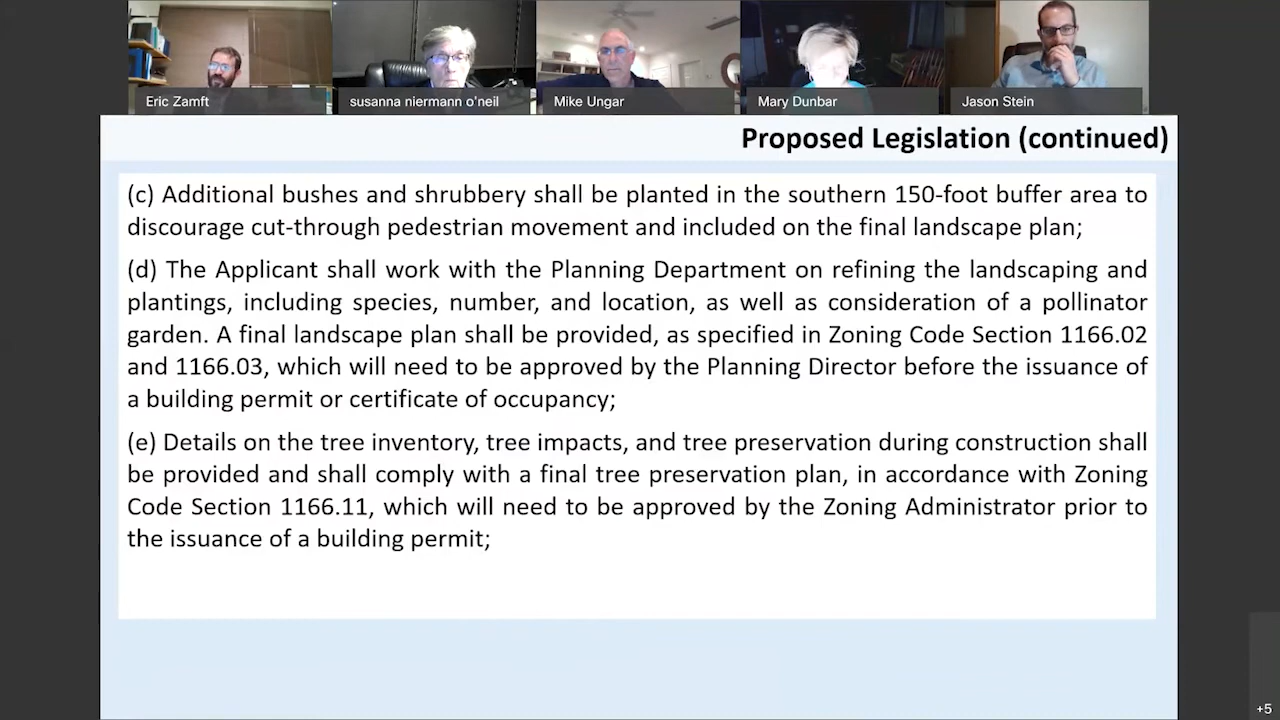 Eric Zamft
susanna niermann o'neil
Mike Ungar
Mary Dunbar
Jason Stein
Proposed Legislation (continued)
(c) Additional bushes and shrubbery shall be planted in the southern 150-foot buffer area to
discourage cut-through pedestrian movement and included on the final landscape plan;
(d) The Applicant shall work with the Planning Department on refining the landscaping and
plantings, including species, number, and location, as well as consideration of a pollinator
garden. A final landscape plan shall be provided, as specified in Zoning Code Section 1166.02
and 1166.03, which will need to be approved by the Planning Director before the issuance of
a building permit or certificate of occupancy;
(e) Details on the tree inventory, tree impacts, and tree preservation during construction shall
be provided and shall comply with a final tree preservation plan, in accordance with Zoning
Code Section 1166.11, which will need to be approved by the Zoning Administrator prior to
the issuance of a building permit;
+5